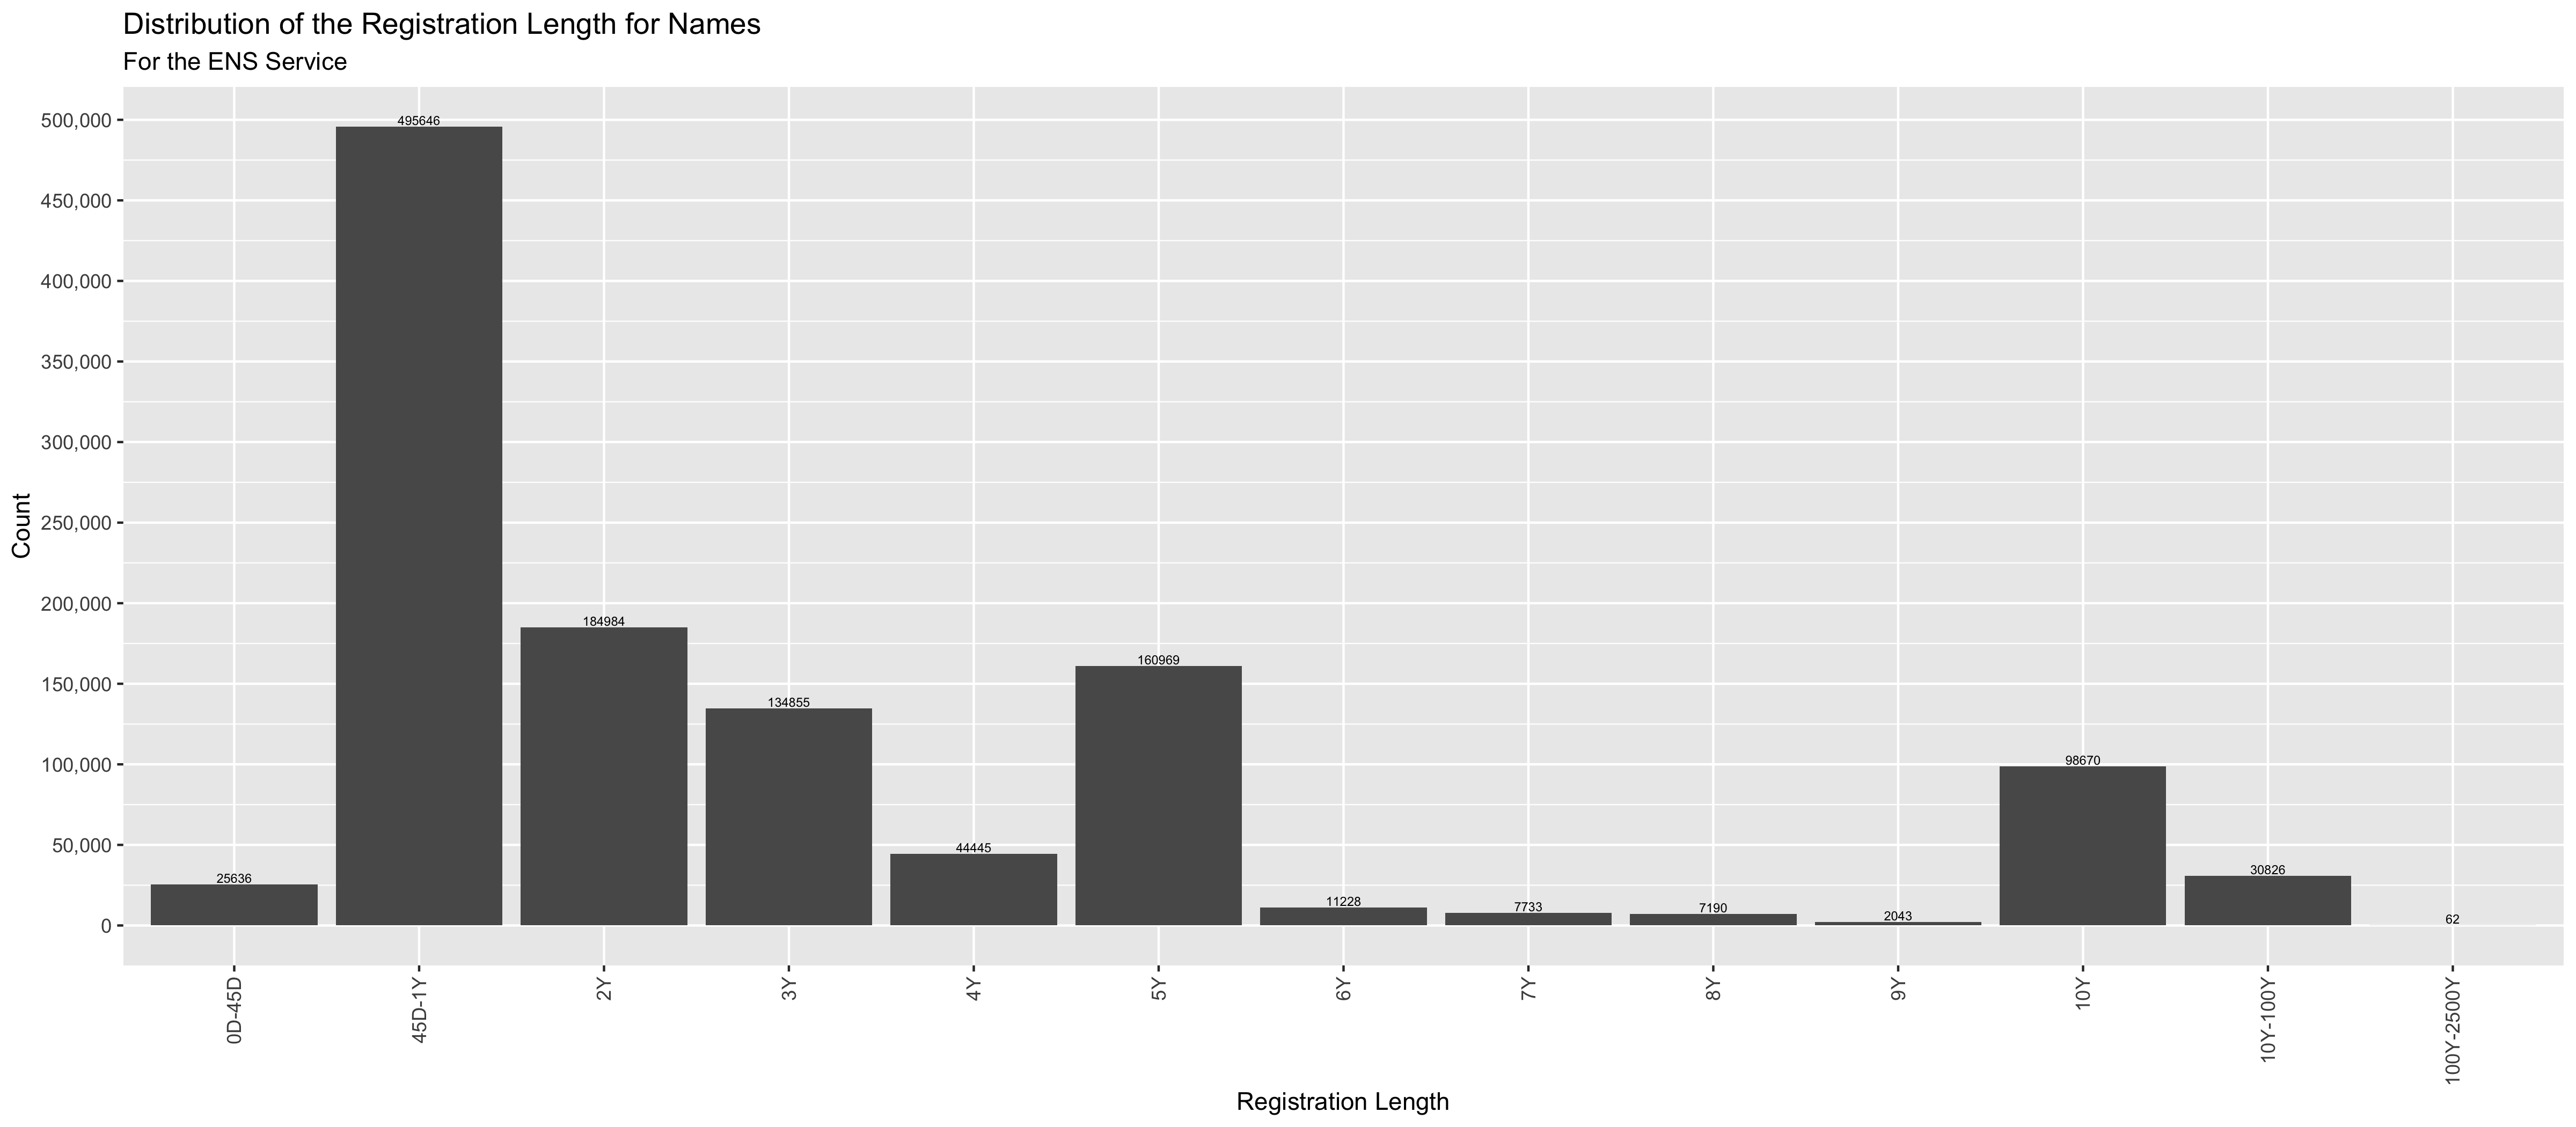 Distribution of the Registration Length for Names
For the ENS Service
Count
500,000
450,000
400,000
350,000
300,000
250,000
200,000
150,000
100,000
50,000
0
25636
495646
184984
134855
44445
160969
11228
7733
7190
2043
98670
30826
62
0D-45D
45D-1Y
2Y
3Y
4Y
5Y
6Y
7Y
8Y
9Y
10Y
10Y-100Y
100Y-2500Y
Registration Length